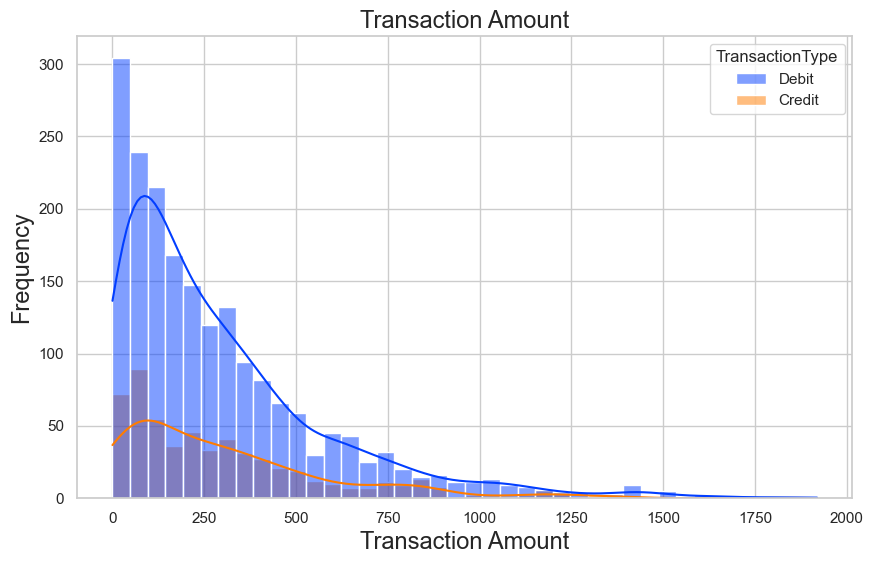 Transaction Amount
TransactionType
Debit
Credit
Frequency
300
250
200
150
100
50
0
0 250 500 750 1000 1250 1500 1750 2000
Transaction Amount